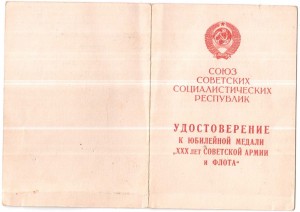 СОЮЗ
СОВЕТСКИХ
СОЦИАЛИСТИЧЕСКИХ
РЕСПУБЛИК
УДОСТОВЕРЕНИЕ
К ЮБИЛЕЙНОЙ МЕДАЛИ
„XXX ЛЕТ СОВЕТСКОЙ АРМИИ
И ФЛОТА“